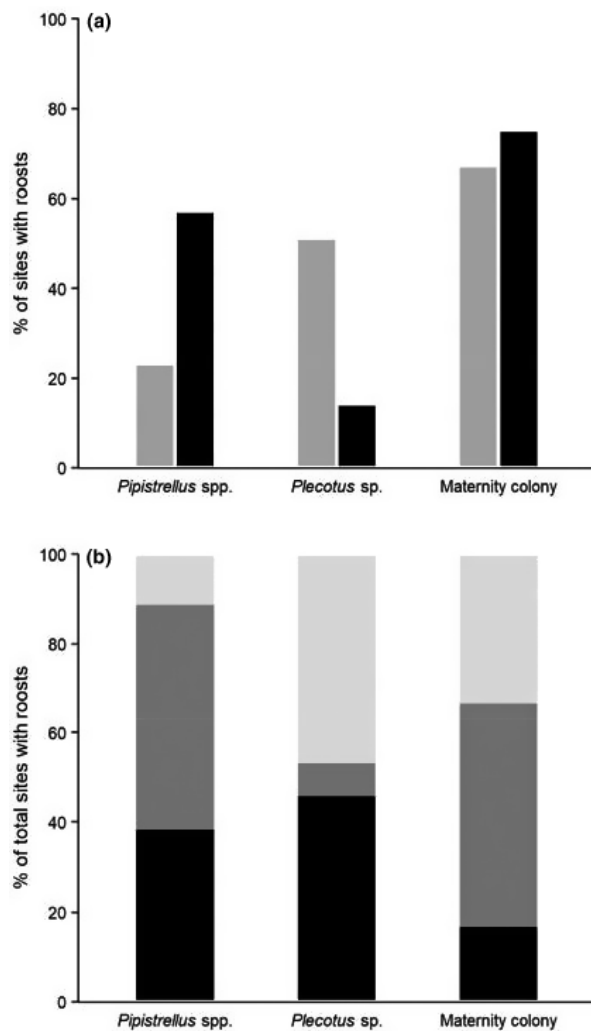 (a)
% of sites with roosts
100
80
60
40
20
0
Pipistrellus spp. Plecotus sp. Maternity colony
(b)
% of total sites with roosts
100
80
60
40
20
0
Pipistrellus spp. Plecotus sp. Maternity colony